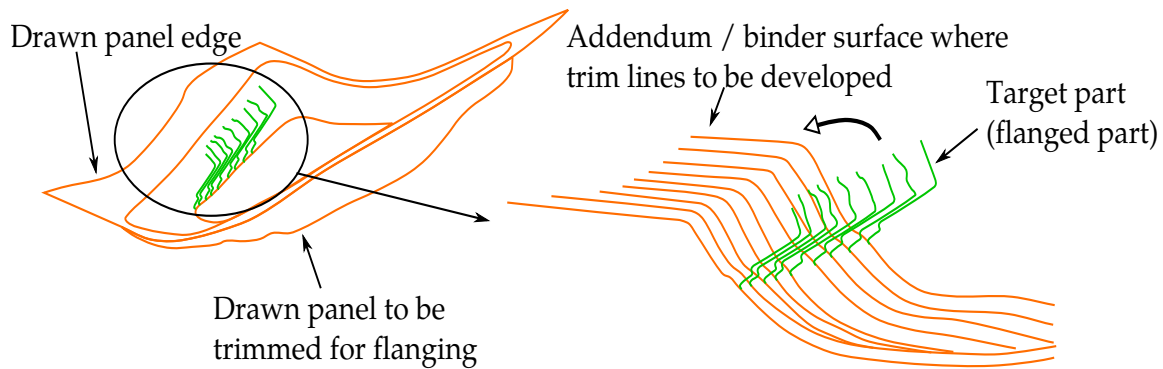 Drawn panel edge
Addendum / binder surface where
trim lines to be developed
Target part
(flanged part)
Drawn panel to be
trimmed for flanging